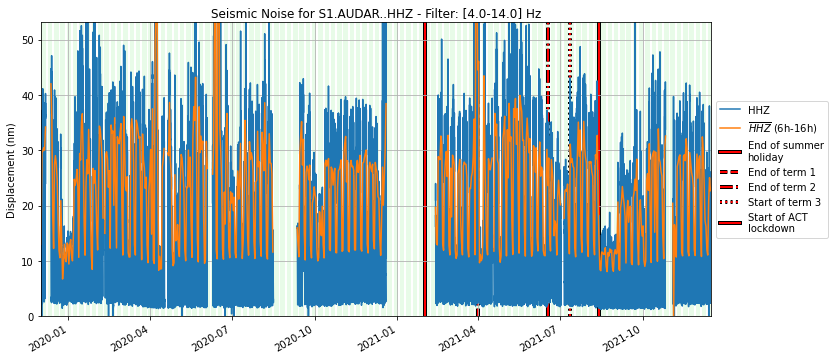 Seismic Noise for S1.AUDAR..HHZ - Filter: [4.0-14.0] Hz
Displacement (nm)
50
40
30
20
10
0
2020-01
2020-04
2020-07
2020-10
2021-01
2021-04
2021-07
2021-10
HHZ
HHZ (6h-16h)
End of summer
holiday
End of term 1
End of term 2
Start of term 3
Start of ACT
lockdown